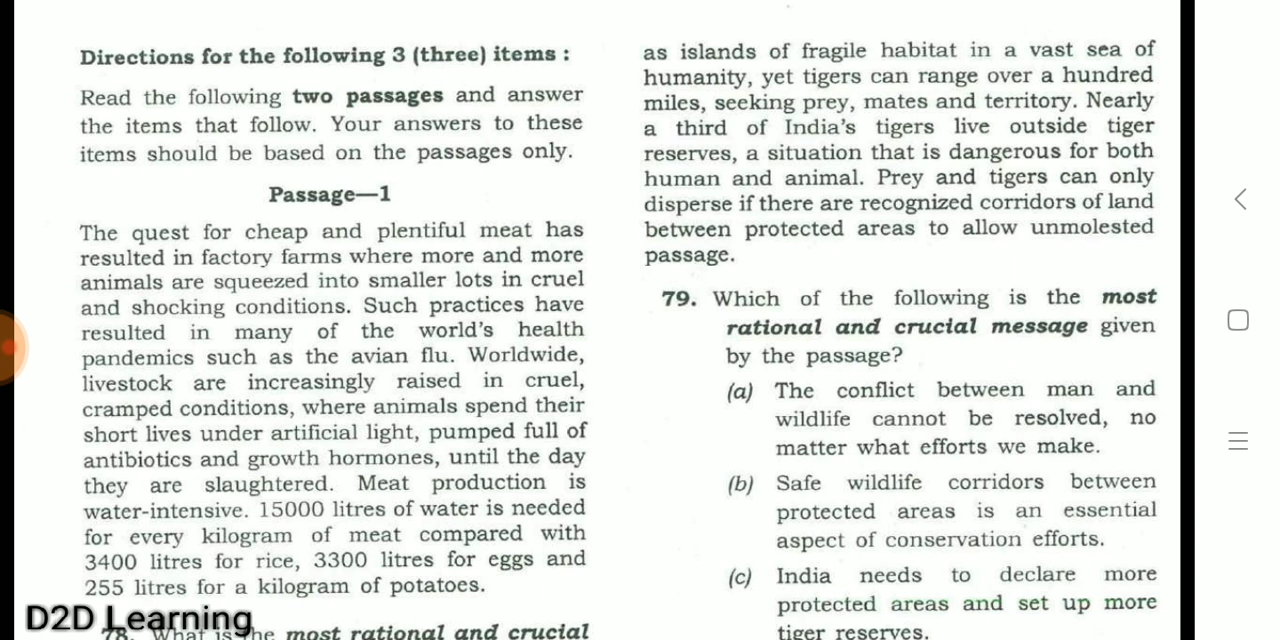 Directions for the following 3 (three) items :
Read the following two passages and answer
the items that follow. Your answers to these
items should be based on the passages only.
Passage—1
The quest for cheap and plentiful meat has
resulted in factory farms where more and more
animals are squeezed into smaller lots in cruel
and shocking conditions. Such practices have
resulted in many of the world's health
pandemics such as the avian flu. Worldwide,
livestock are increasingly raised in cruel,
cramped conditions, where animals spend their
short lives under artificial light, pumped full of
antibiotics and growth hormones, until the day
they are slaughtered. Meat production is
water-intensive. 15000 litres of water is needed
for every kilogram of meat compared with
3400 litres for rice, 3300 litres for eggs and
255 litres for a kilogram of potatoes.
78. What is the most rational and crucial
D2D Learning
as islands of fragile habitat in a vast sea of
humanity, yet tigers can range over a hundred
miles, seeking prey, mates and territory. Nearly
a third of India's tigers live outside tiger
reserves, a situation that is dangerous for both
human and animal. Prey and tigers can only
disperse if there are recognized corridors of land
between protected areas to allow unmolested
passage.
79. Which of the following is the most
rational and crucial message given
by the passage?
(a) The conflict between man and
wildlife cannot be resolved, no
matter what efforts we make.
(b) Safe wildlife corridors between
protected areas is an essential
aspect of conservation efforts.
(c) India needs to declare more
protected areas and set up more
tiger reserves.